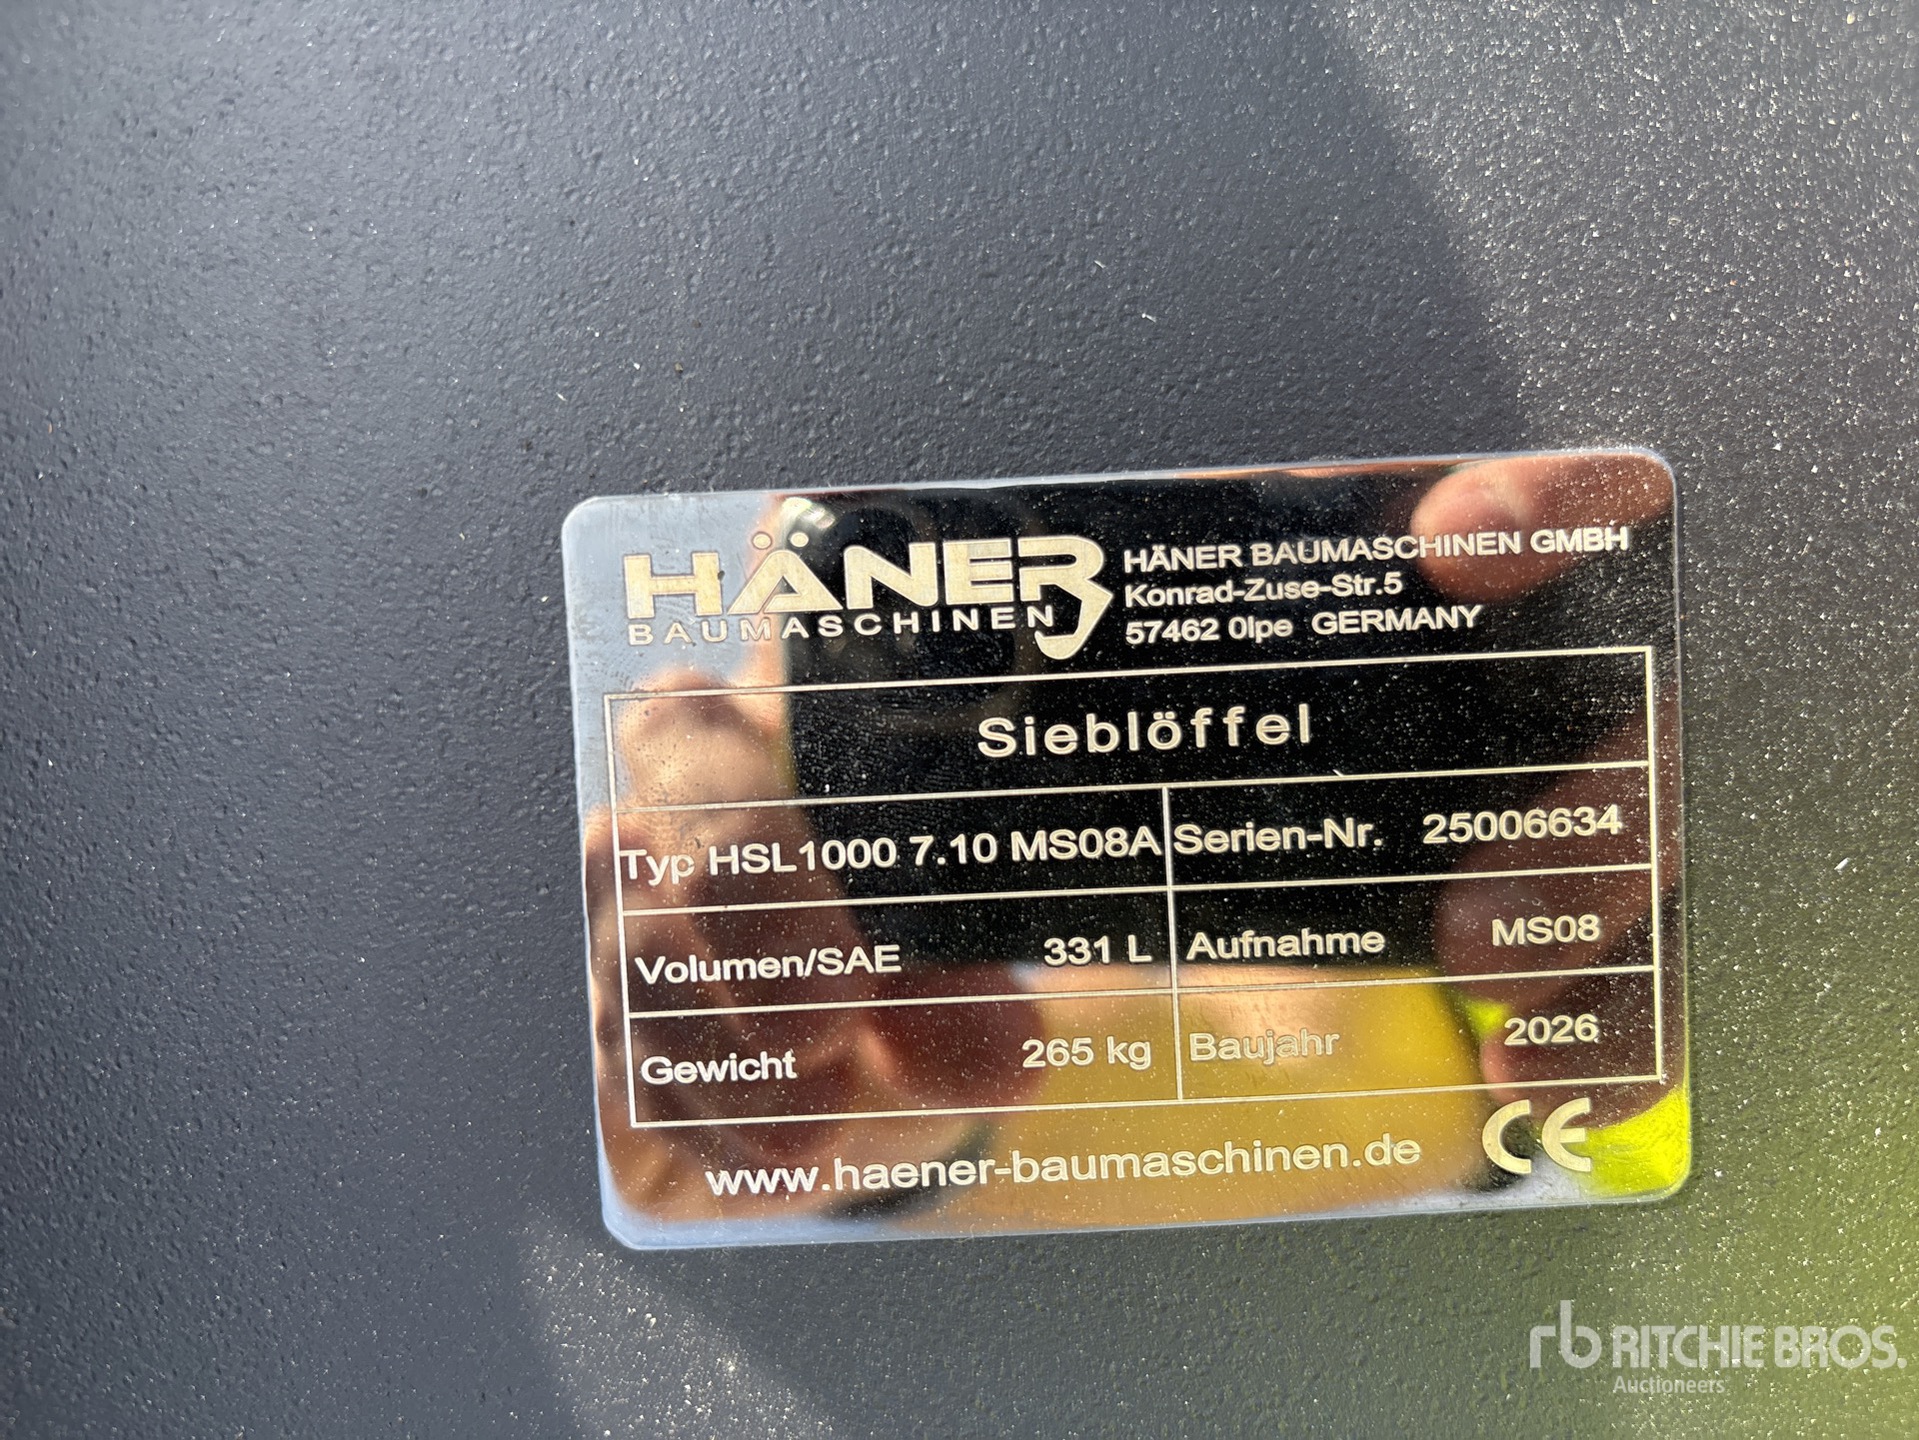 HÄNER
BAUMASCHINEN
HÄNER BAUMASCHINEN GMBH
Konrad-Zuse-Str.5
57462 Olpe GERMANY
Sieblöffel
Typ HSL1000 7.10 MS08A Serien-Nr. 25006634
Volumen/SAE 331 L Aufnahme MS08
Gewicht 265 kg Baujahr 2026
www.haener-baumaschinen.de CE
rb RITCHIE BROS.
Auctioneers